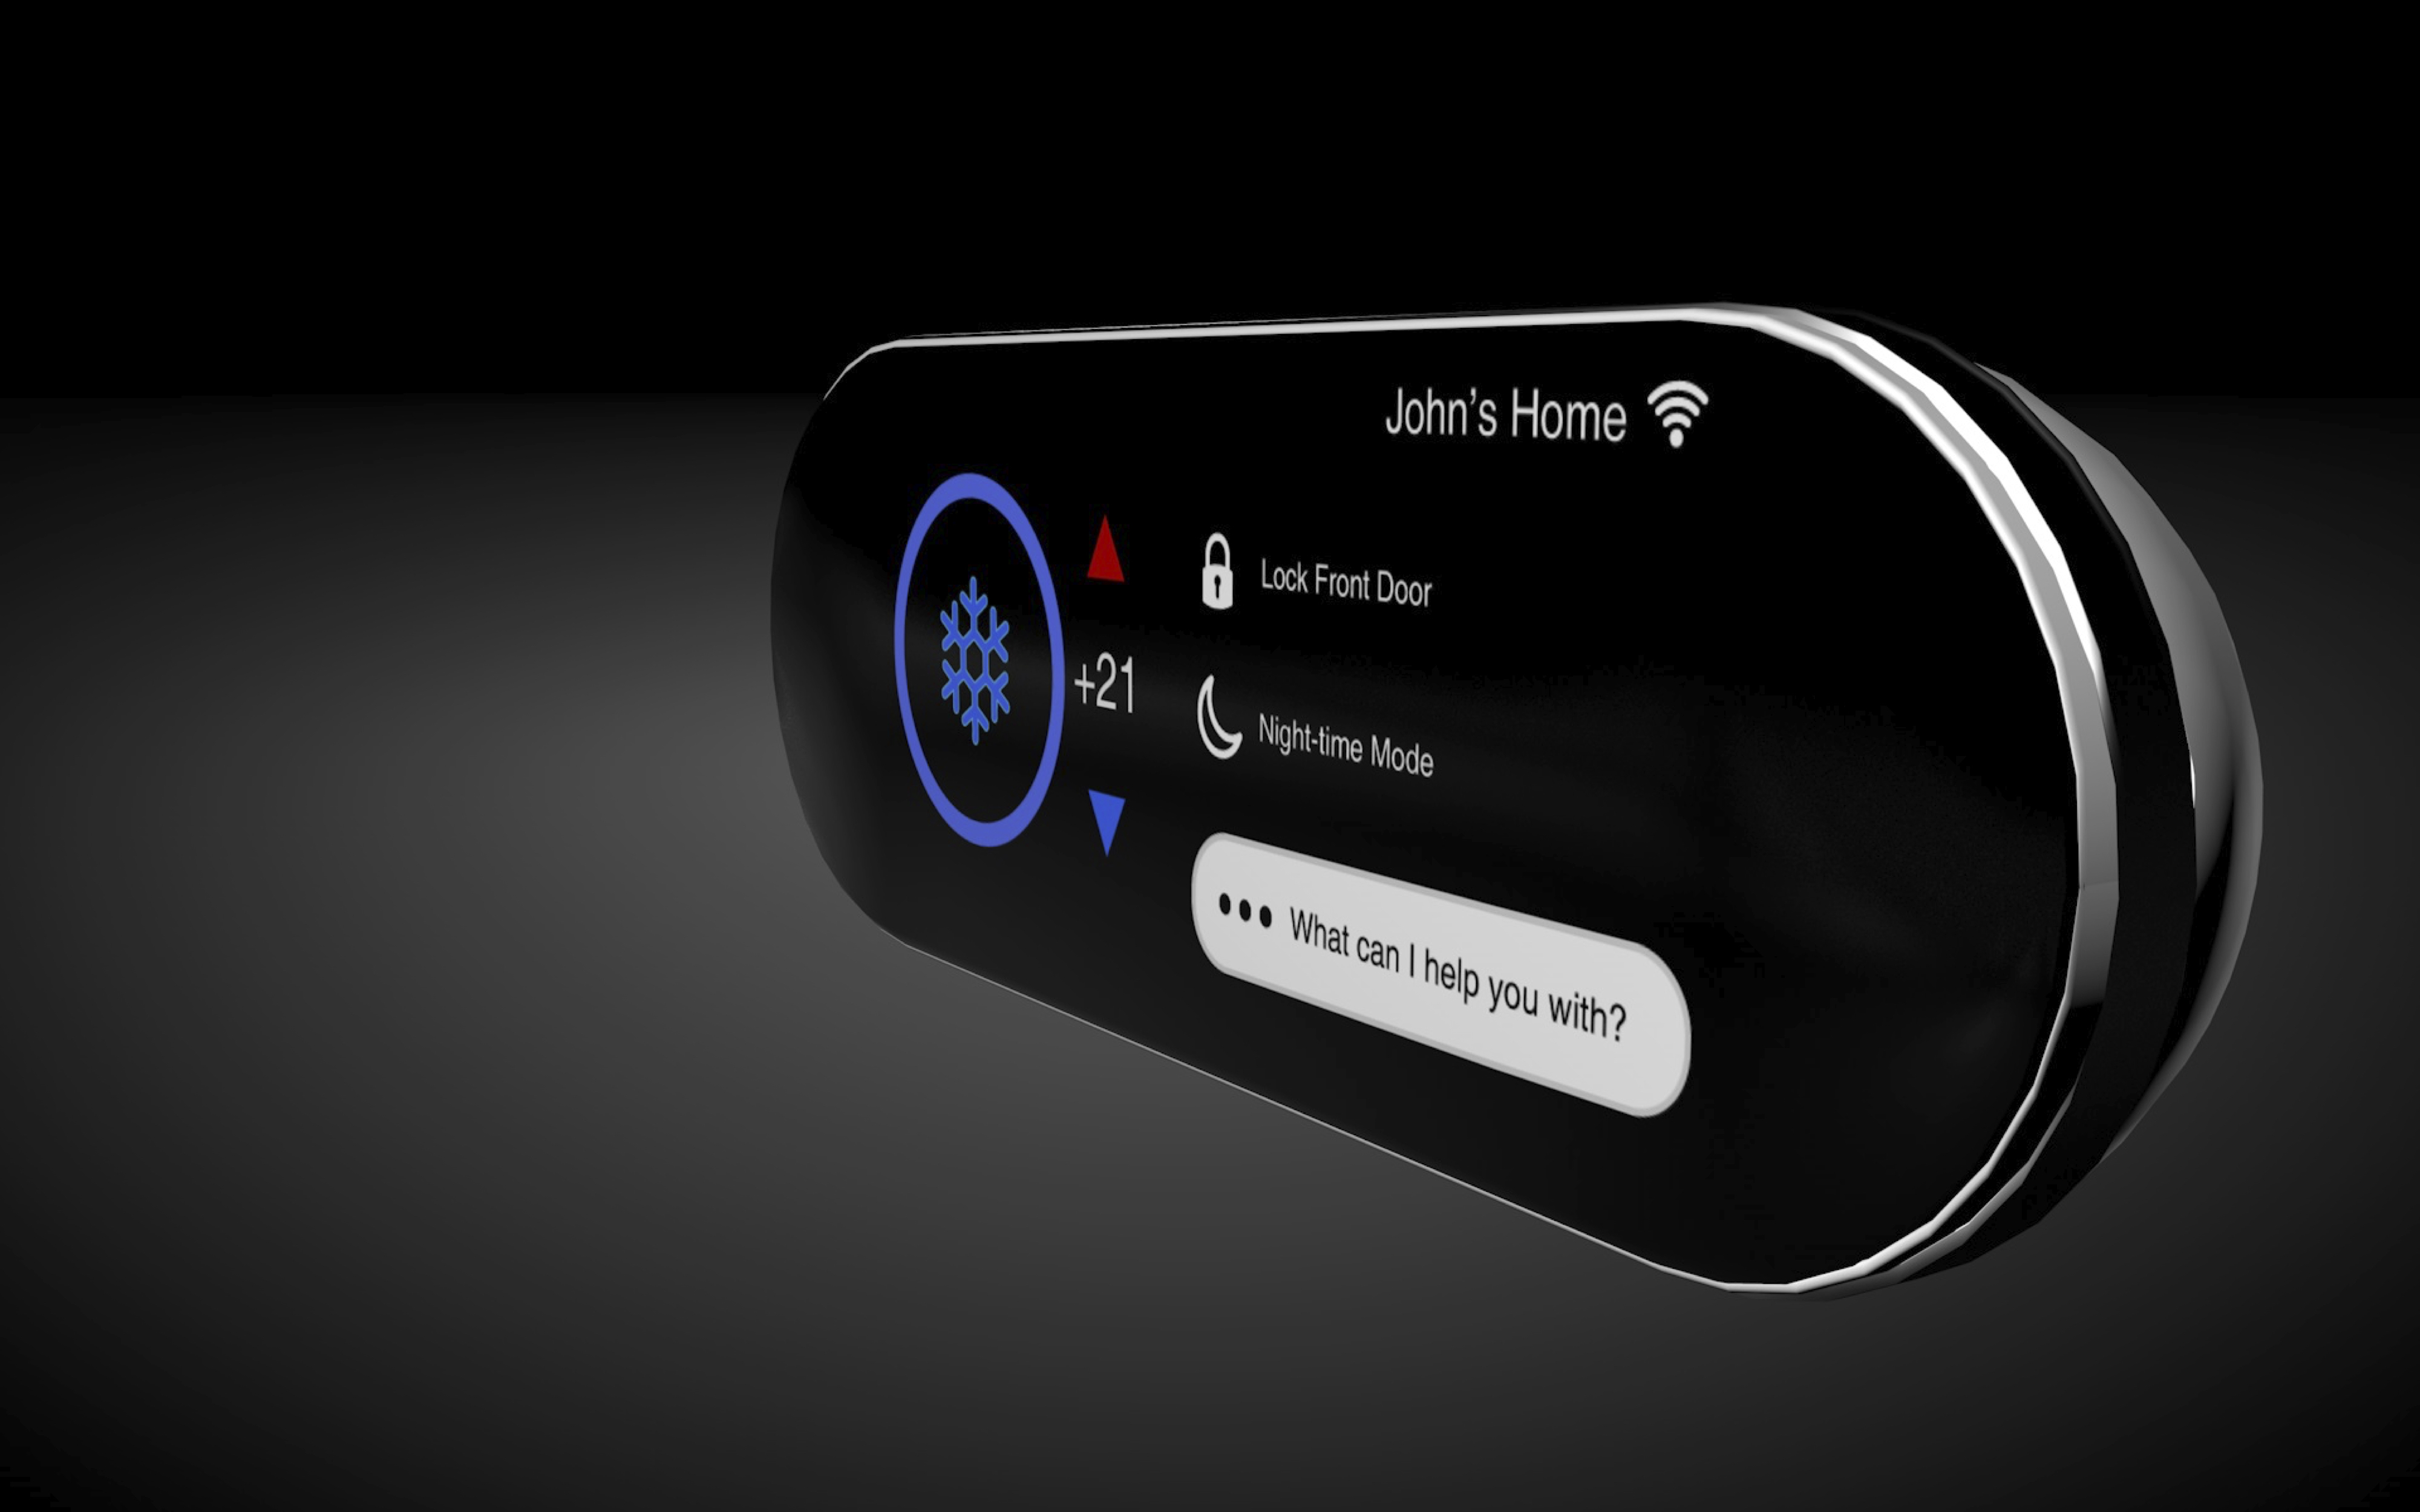 John's Home
+21
Lock Front Door
Night-time Mode
What can I help you with?